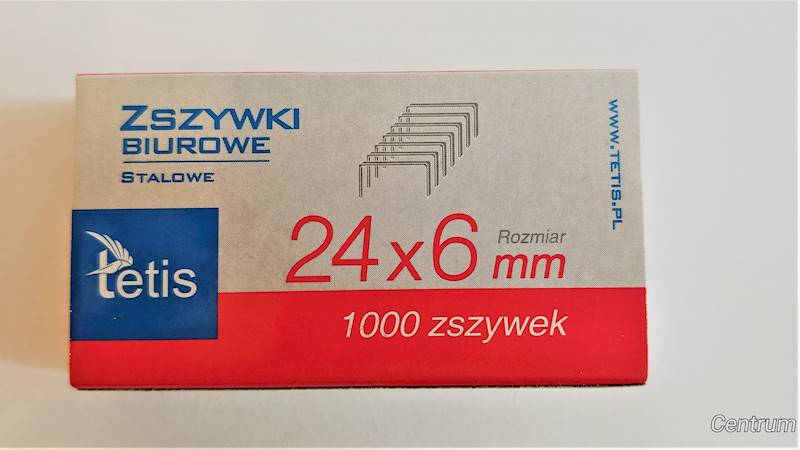 ZSZYWKI
BIUROWE
STALOWE
WWW.TETIS.PL
tetis
Rozmiar
24x6 mm
1000 zszywek
Centrum